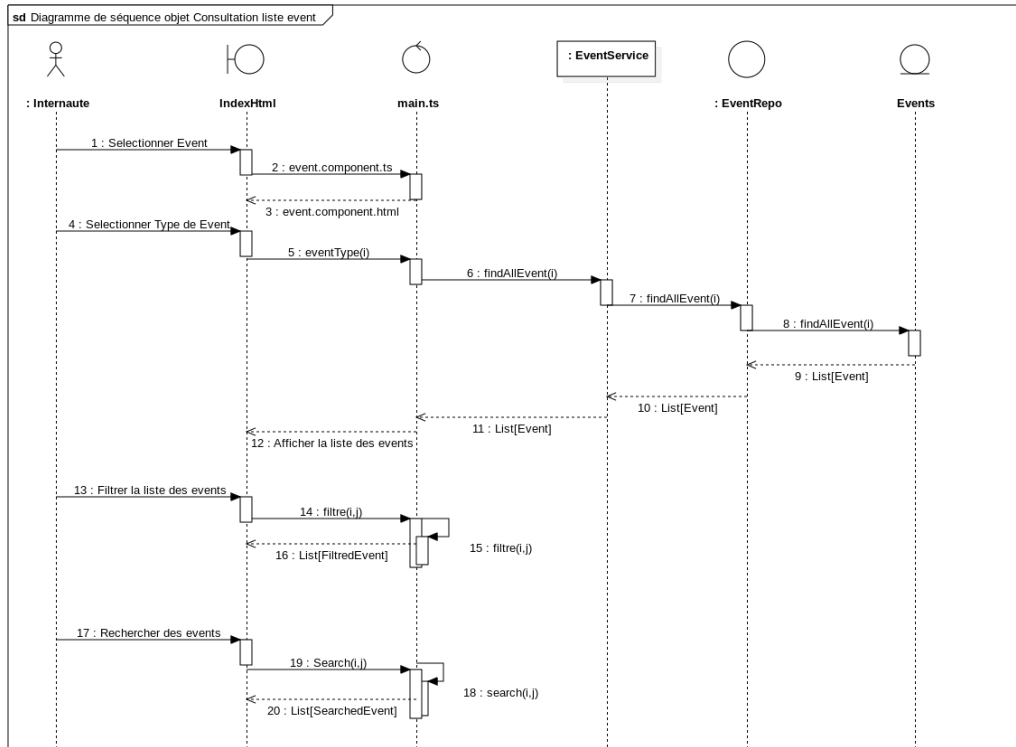 sd Diagramme de séquence objet Consultation liste event
: EventService
: Internaute
IndexHtml
main.ts
: EventRepo
Events
1 : Selectionner Event
2 : event.component.ts
3 : event.component.html
4 : Selectionner Type de Event
5 : eventType(i)
6 : findAllEvent(i)
7 : findAllEvent(i)
8 : findAllEvent(i)
9 : List[Event]
10 : List[Event]
11 : List[Event]
12 : Afficher la liste des events
13 : Filtrer la liste des events
14 : filtre(i,j)
15 : filtre(i,j)
16 : List[FiltredEvent]
17 : Rechercher des events
19 : Search(i,j)
18 : search(i,j)
20 : List[SearchedEvent]